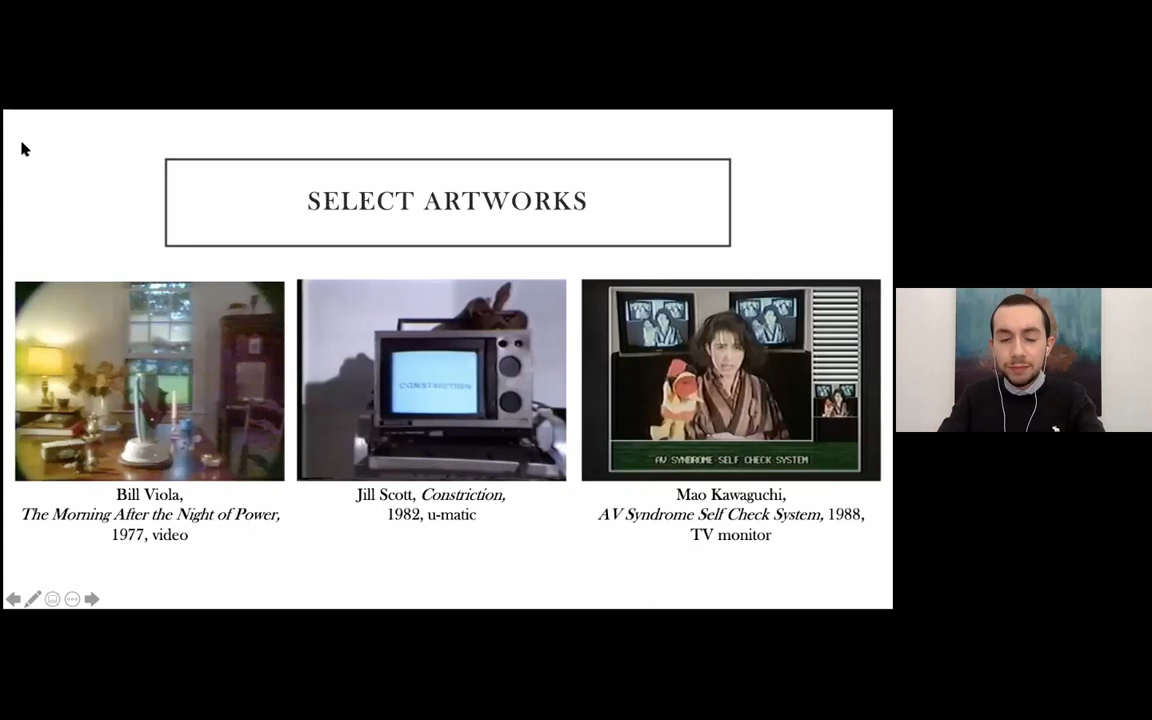 SELECT ARTWORKS
CONSTRICTION
AV SYNDROME SELF CHECK SYSTEM
Bill Viola,
The Morning After the Night of Power,
1977, video
Jill Scott, Constriction,
1982, u-matic
Mao Kawaguchi,
AV Syndrome Self Check System, 1988,
TV monitor